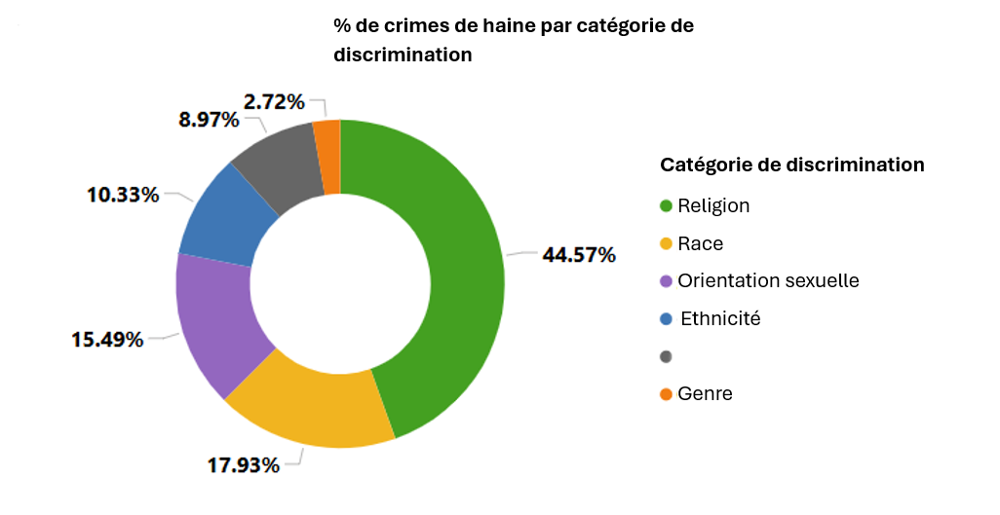 % de crimes de haine par catégorie de
discrimination
2.72%
8.97%
10.33%
44.57%
15.49%
17.93%
Catégorie de discrimination
Religion
Race
Orientation sexuelle
Ethnicité
Genre